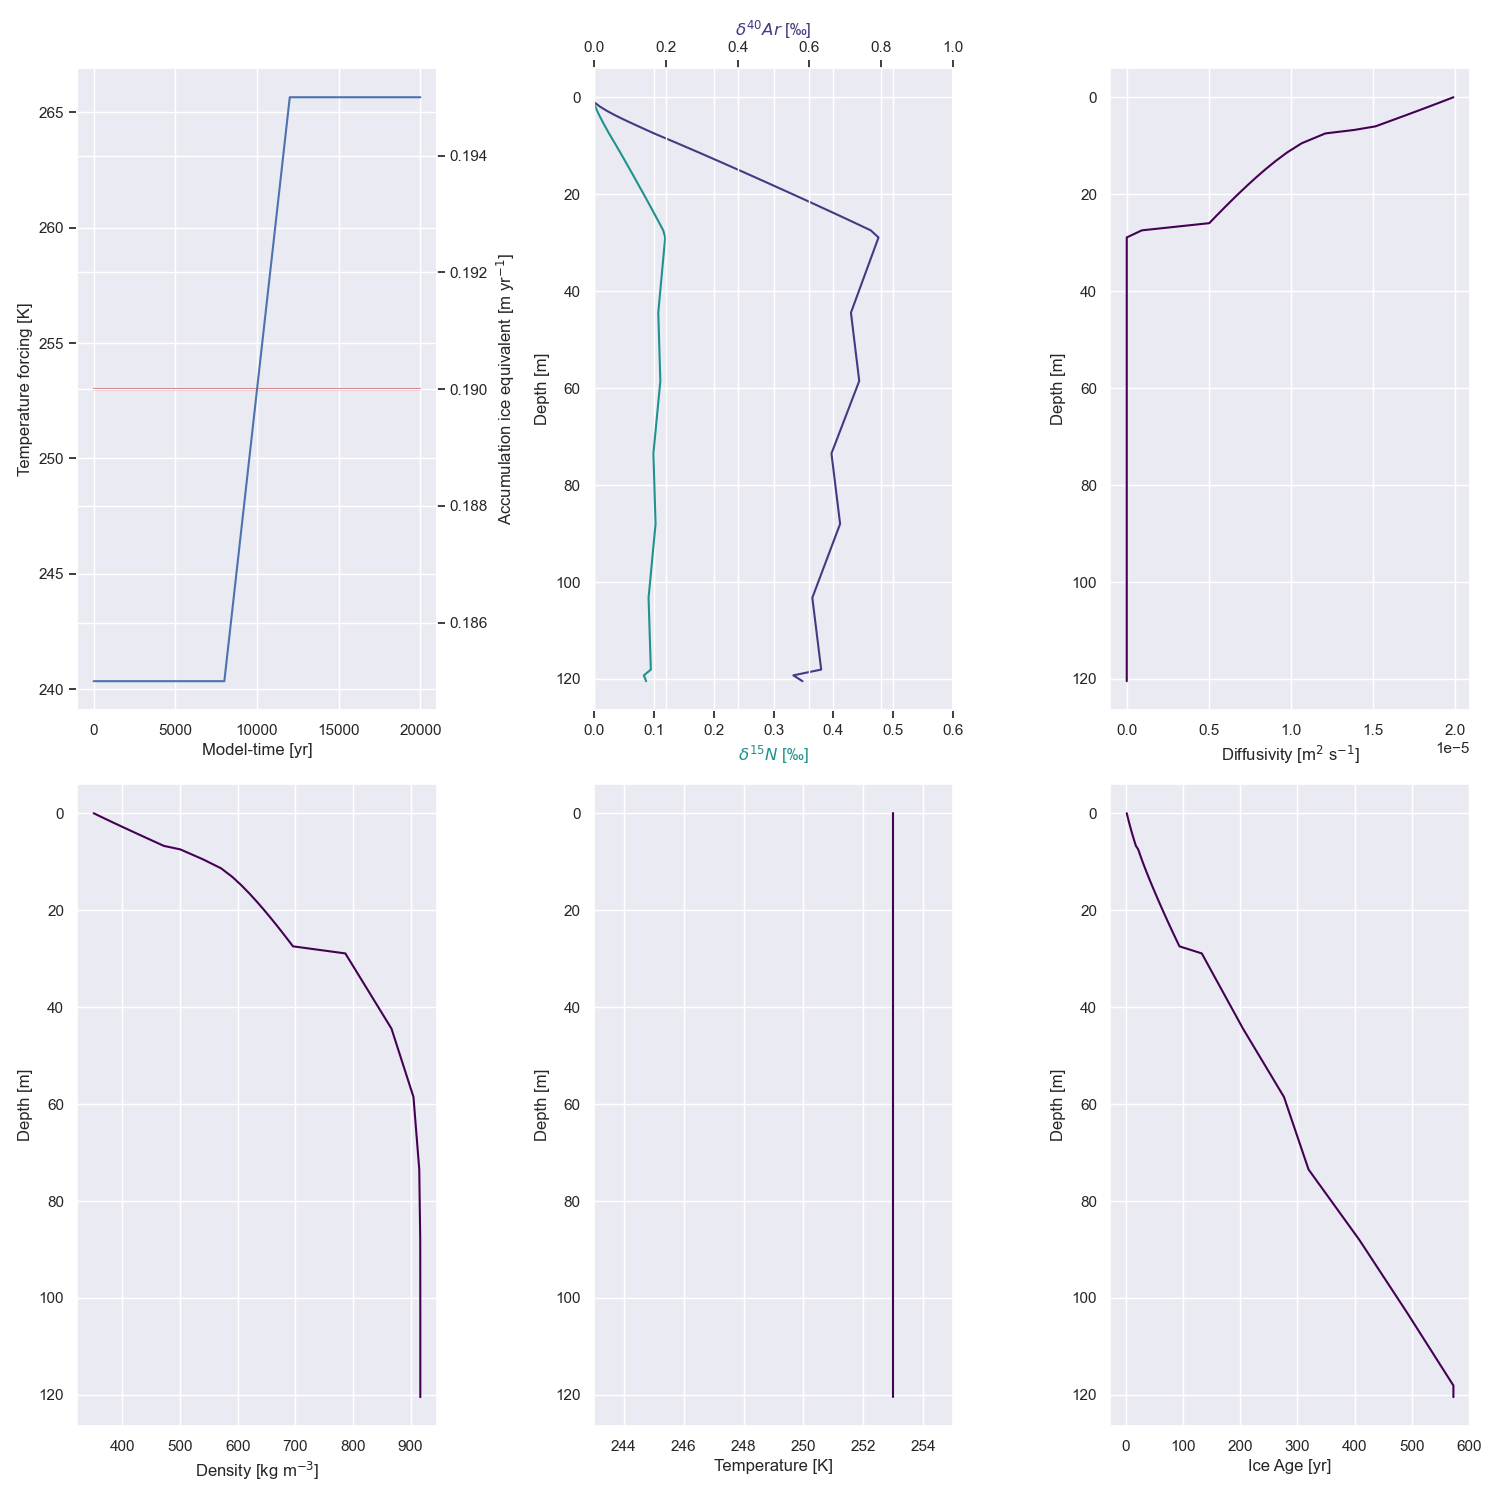 δ⁴⁰Ar [‰]
0.0 0.2 0.4 0.6 0.8 1.0
Temperature forcing [K]
265
260
255
250
245
240
0 5000 10000 15000 20000
Model-time [yr]
0.194
0.192
0.190
0.188
0.186
Accumulation ice equivalent [m yr⁻¹]
Depth [m]
0
20
40
60
80
100
120
0.0 0.1 0.2 0.3 0.4 0.5 0.6
δ¹⁵N [‰]
Depth [m]
0
20
40
60
80
100
120
0.0 0.5 1.0 1.5 2.0
1e−5
Diffusivity [m² s⁻¹]
Depth [m]
0
20
40
60
80
100
120
400 500 600 700 800 900
Density [kg m⁻³]
Depth [m]
0
20
40
60
80
100
120
244 246 248 250 252 254
Temperature [K]
Depth [m]
0
20
40
60
80
100
120
0 100 200 300 400 500 600
Ice Age [yr]